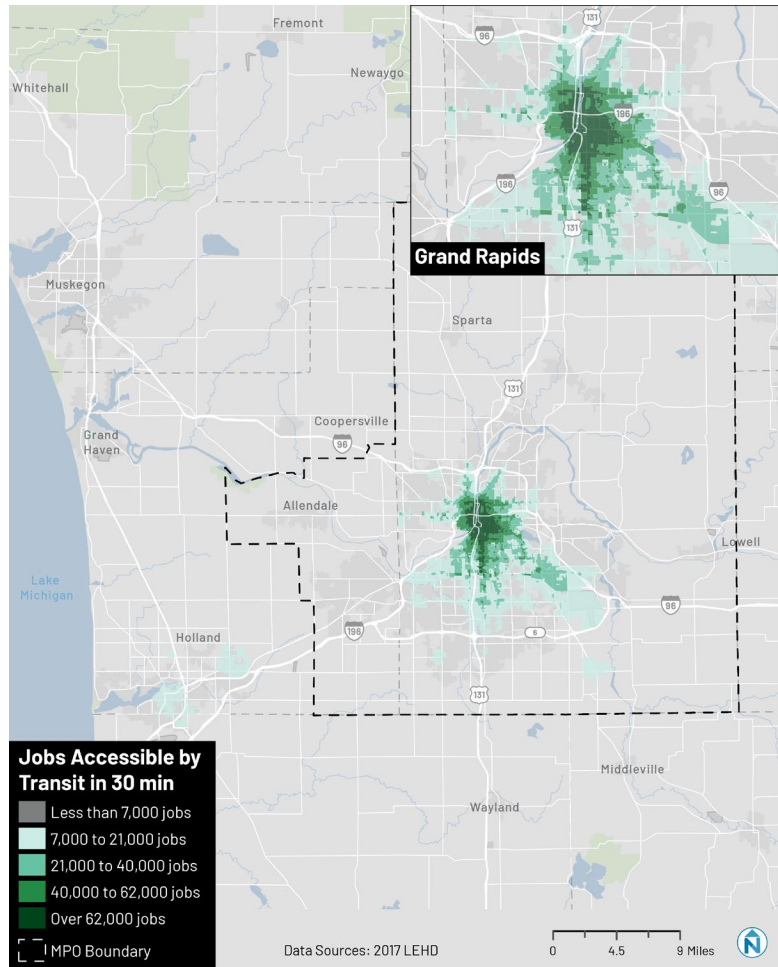 Fremont
131
96
Whitehall
Newaygo
196
196
96
131
Grand Rapids
Muskegon
Sparta
131
Coopersville
Grand
Haven
96
Allendale
Lowell
Lake
Michigan
96
Holland
196
6
131
Jobs Accessible by
Transit in 30 min
Less than 7,000 jobs
7,000 to 21,000 jobs
21,000 to 40,000 jobs
40,000 to 62,000 jobs
Over 62,000 jobs
MPO Boundary
Middleville
Wayland
Data Sources: 2017 LEHD
0 4.5 9 Miles
N